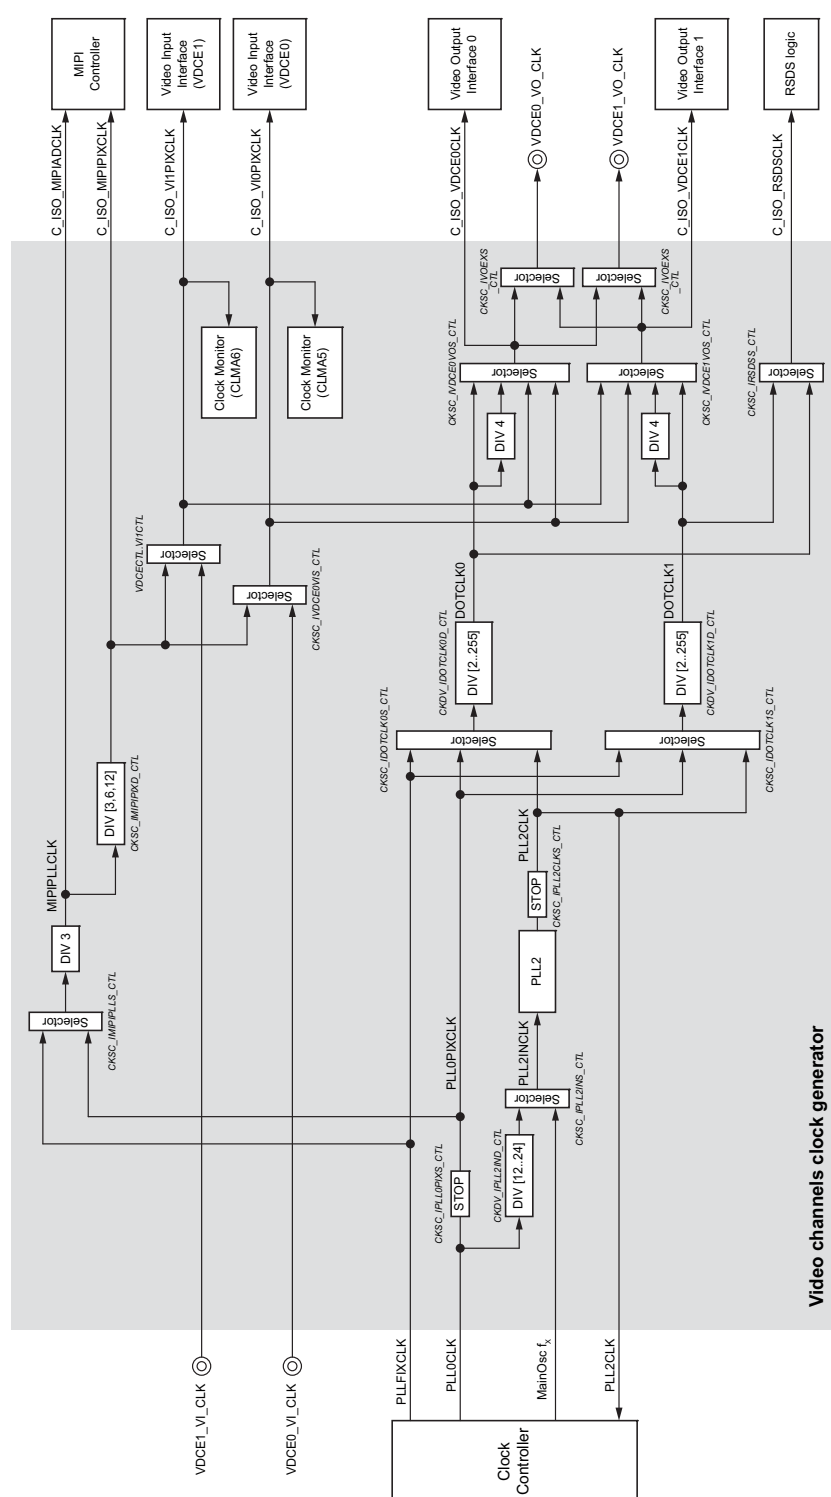 MIPI
Controller
Video Input
Interface
(VDCE1)
Video Input
Interface
(VDCE0)
Video Output
Interface 0
VDCE0_VO_CLK
VDCE1_VO_CLK
Video Output
Interface 1
RSDS logic
C_ISO_MIPIADCLK
C_ISO_MIPIPIXCLK
C_ISO_VI1PIXCLK
C_ISO_VI0PIXCLK
C_ISO_VDCE0CLK
C_ISO_VDCE1CLK
C_ISO_RSDSCLK
CKSC_IVOEXS
_CTL
Selector
Selector
CKSC_IVOEXS
_CTL
Clock Monitor
(CLMA6)
Clock Monitor
(CLMA5)
CKSC_IVDCE0VOS_CTL
Selector
Selector
CKSC_IVDCE1VOS_CTL
CKSC_IRSDSS_CTL
Selector
DIV 4
DIV 4
VDCECTL.VI1CTL
Selector
Selector
CKSC_IVDCE0VIS_CTL
DOTCLK0
DOTCLK1
CKDV_IDOTCLK0D_CTL
DIV [2..255]
DIV [2..255]
CKDV_IDOTCLK1D_CTL
CKSC_IDOTCLK0S_CTL
Selector
Selector
CKSC_IDOTCLK1S_CTL
DIV [3,6,12]
CKSC_IMIPIPIXD_CTL
MIPIPLLCLK
DIV 3
PLL2CLK
STOP
CKSC_IPLL2CLKS_CTL
PLL2
Selector
CKSC_IMIPIPLLS_CTL
PLL0PIXCLK
PLL2INCLK
Selector
CKSC_IPLL2INS_CTL
CKSC_IPLL0PIXS_CTL
STOP
CKDV_IPLL2IND_CTL
DIV [12..24]
Video channels clock generator
VDCE1_VI_CLK
VDCE0_VI_CLK
PLLFIXCLK
PLL0CLK
MainOsc fx
PLL2CLK
Clock
Controller